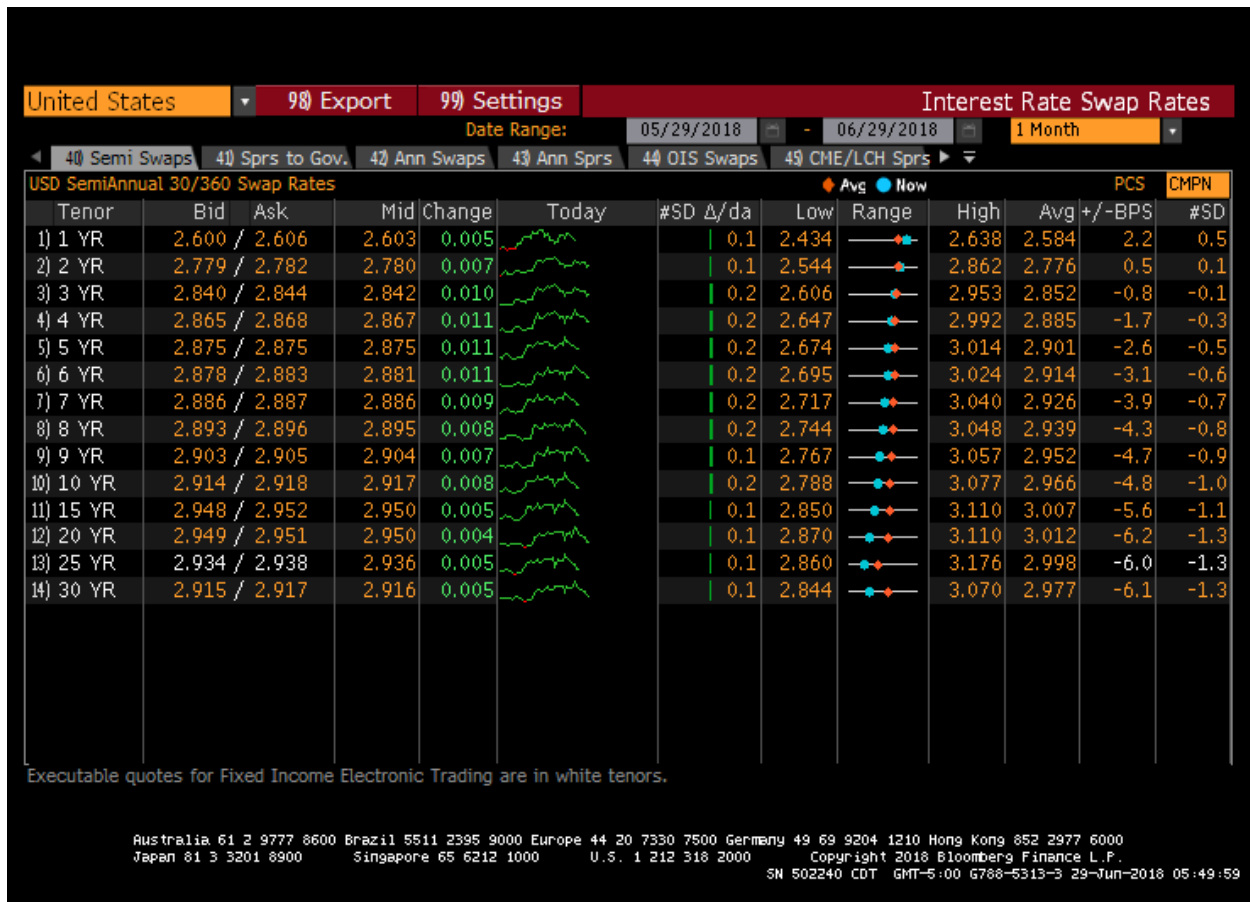 United States 98) Export 99) Settings Interest Rate Swap Rates
Date Range: 05/29/2018 - 06/29/2018 1 Month
40) Semi Swaps 41) Sprs to Gov. 42) Ann Swaps 43) Ann Sprs 44) OIS Swaps 45) CME/LCH Sprs
USD SemiAnnual 30/360 Swap Rates Avg Now PCS CMPN
Tenor Bid Ask Mid Change Today #SD Δ/da Low Range High Avg +/-BPS #SD
1) 1 YR 2.600 / 2.606 2.603 0.005 0.1 2.434 2.638 2.584 2.2 0.5
2) 2 YR 2.779 / 2.782 2.780 0.007 0.1 2.544 2.862 2.776 0.5 0.1
3) 3 YR 2.840 / 2.844 2.842 0.010 0.2 2.606 2.953 2.852 -0.8 -0.1
4) 4 YR 2.865 / 2.868 2.867 0.011 0.2 2.647 2.992 2.885 -1.7 -0.3
5) 5 YR 2.875 / 2.875 2.875 0.011 0.2 2.674 3.014 2.901 -2.6 -0.5
6) 6 YR 2.878 / 2.883 2.881 0.011 0.2 2.695 3.024 2.914 -3.1 -0.6
7) 7 YR 2.886 / 2.887 2.886 0.009 0.2 2.717 3.040 2.926 -3.9 -0.7
8) 8 YR 2.893 / 2.896 2.895 0.008 0.2 2.744 3.048 2.939 -4.3 -0.8
9) 9 YR 2.903 / 2.905 2.904 0.007 0.1 2.767 3.057 2.952 -4.7 -0.9
10) 10 YR 2.914 / 2.918 2.917 0.008 0.2 2.788 3.077 2.966 -4.8 -1.0
11) 15 YR 2.948 / 2.952 2.950 0.005 0.1 2.850 3.110 3.007 -5.6 -1.1
12) 20 YR 2.949 / 2.951 2.950 0.004 0.1 2.870 3.110 3.012 -6.2 -1.3
13) 25 YR 2.934 / 2.938 2.936 0.005 0.1 2.860 3.176 2.998 -6.0 -1.3
14) 30 YR 2.915 / 2.917 2.916 0.005 0.1 2.844 3.070 2.977 -6.1 -1.3
Executable quotes for Fixed Income Electronic Trading are in white tenors.
Australia 61 2 9777 8600 Brazil 5511 2395 9000 Europe 44 20 7330 7500 Germany 49 69 9204 1210 Hong Kong 852 2977 6000
Japan 81 3 3201 8900 Singapore 65 6212 1000 U.S. 1 212 318 2000 Copyright 2018 Bloomberg Finance L.P.
SN 502240 CDT GMT-5:00 G788-5313-3 29-Jun-2018 05:49:59